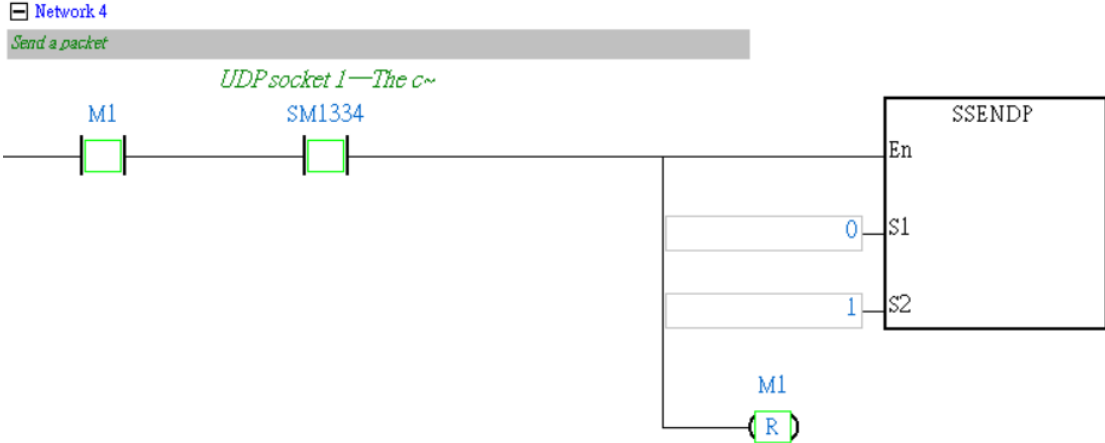 Network 4
Send a packet
UDP socket 1—The c~
M1 SM1334 SSENDP
En
0 S1
1 S2
M1
R